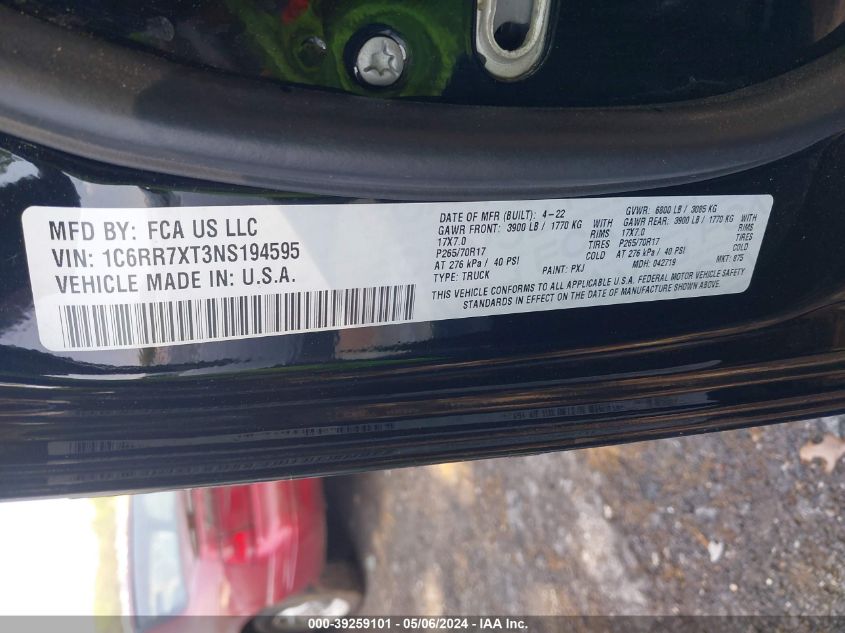 MFD BY: FCA US LLC
VIN: 1C6RR7XT3NS194595
VEHICLE MADE IN: U.S.A.
DATE OF MFR (BUILT): 4-22 GVWR: 6800 LB / 3085 KG
GAWR FRONT: 3900 LB / 1770 KG WITH GAWR REAR: 3900 LB / 1770 KG WITH
17X7.0 RIMS 17X7.0 RIMS
P265/70R17 TIRES P265/70R17 TIRES
AT 276 kPa / 40 PSI COLD AT 276 kPa / 40 PSI COLD
TYPE: TRUCK PAINT: PXJ MDH: 042719 MKT: 875
THIS VEHICLE CONFORMS TO ALL APPLICABLE U.S.A. FEDERAL MOTOR VEHICLE SAFETY
STANDARDS IN EFFECT ON THE DATE OF MANUFACTURE SHOWN ABOVE.
000-39259101 - 05/06/2024 - IAA Inc.